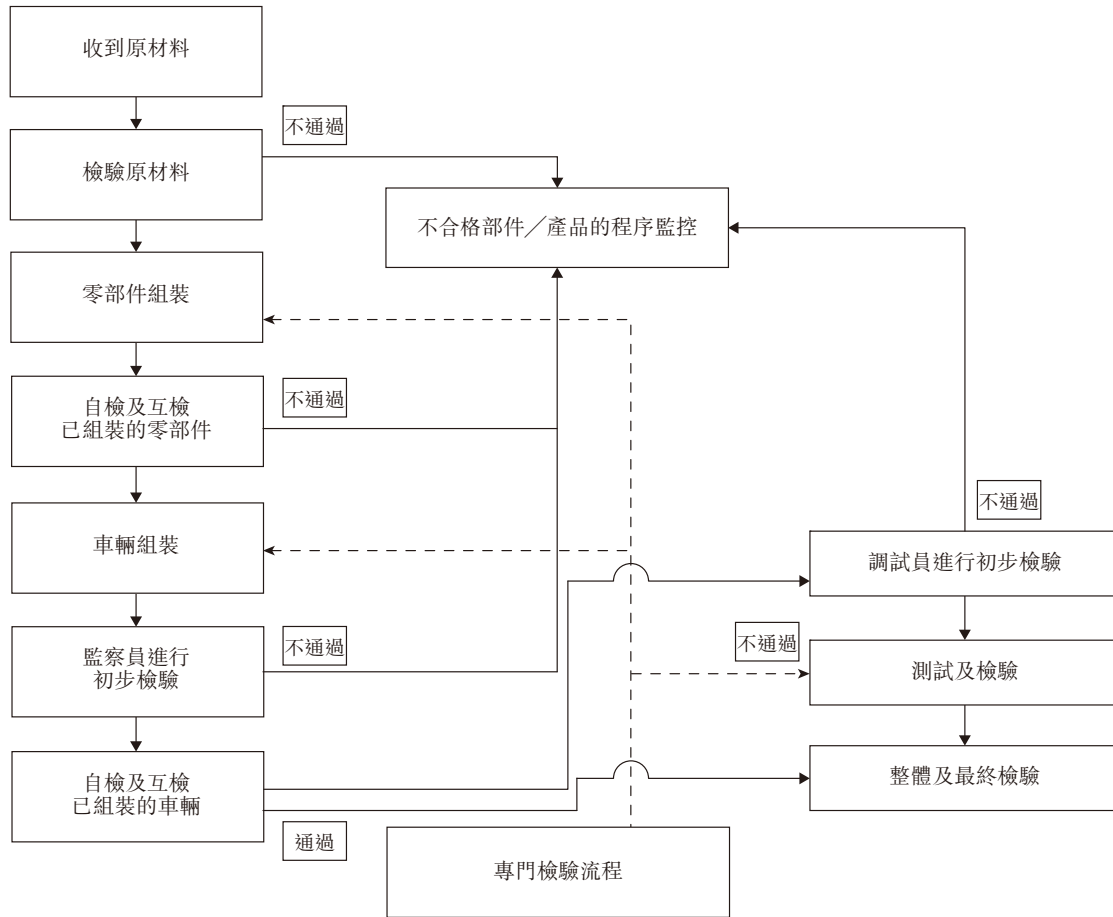 收到原材料
不通過
檢驗原材料
不合格部件／產品的程序監控
零部件組裝
不通過
自檢及互檢
已組裝的零部件
不通過
車輛組裝
調試員進行初步檢驗
不通過
不通過
監察員進行
初步檢驗
測試及檢驗
自檢及互檢
已組裝的車輛
整體及最終檢驗
通過
專門檢驗流程